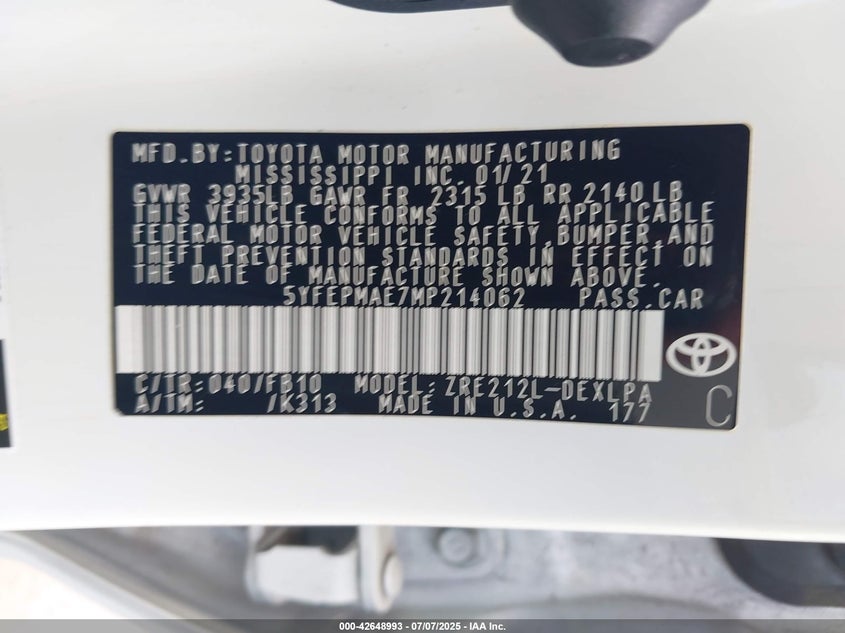 MFD.BY:TOYOTA MOTOR MANUFACTURING
MISSISSIPPI INC. 01/21
GVWR 3935LB GAWR FR 2315 LB RR 2140 LB
THIS VEHICLE CONFORMS TO ALL APPLICABLE
FEDERAL MOTOR VEHICLE SAFETY,BUMPER AND
THEFT PREVENTION STANDARDS IN EFFECT ON
THE DATE OF MANUFACTURE SHOWN ABOVE.
5YFEPMAE7MP214062 PASS.CAR
C/TR:040/FB10 MODEL: ZRE212L-DEXLPA
A/TM: /K313 MADE IN U.S.A. 177
C
000-42648993 - 07/07/2025 - IAA Inc.